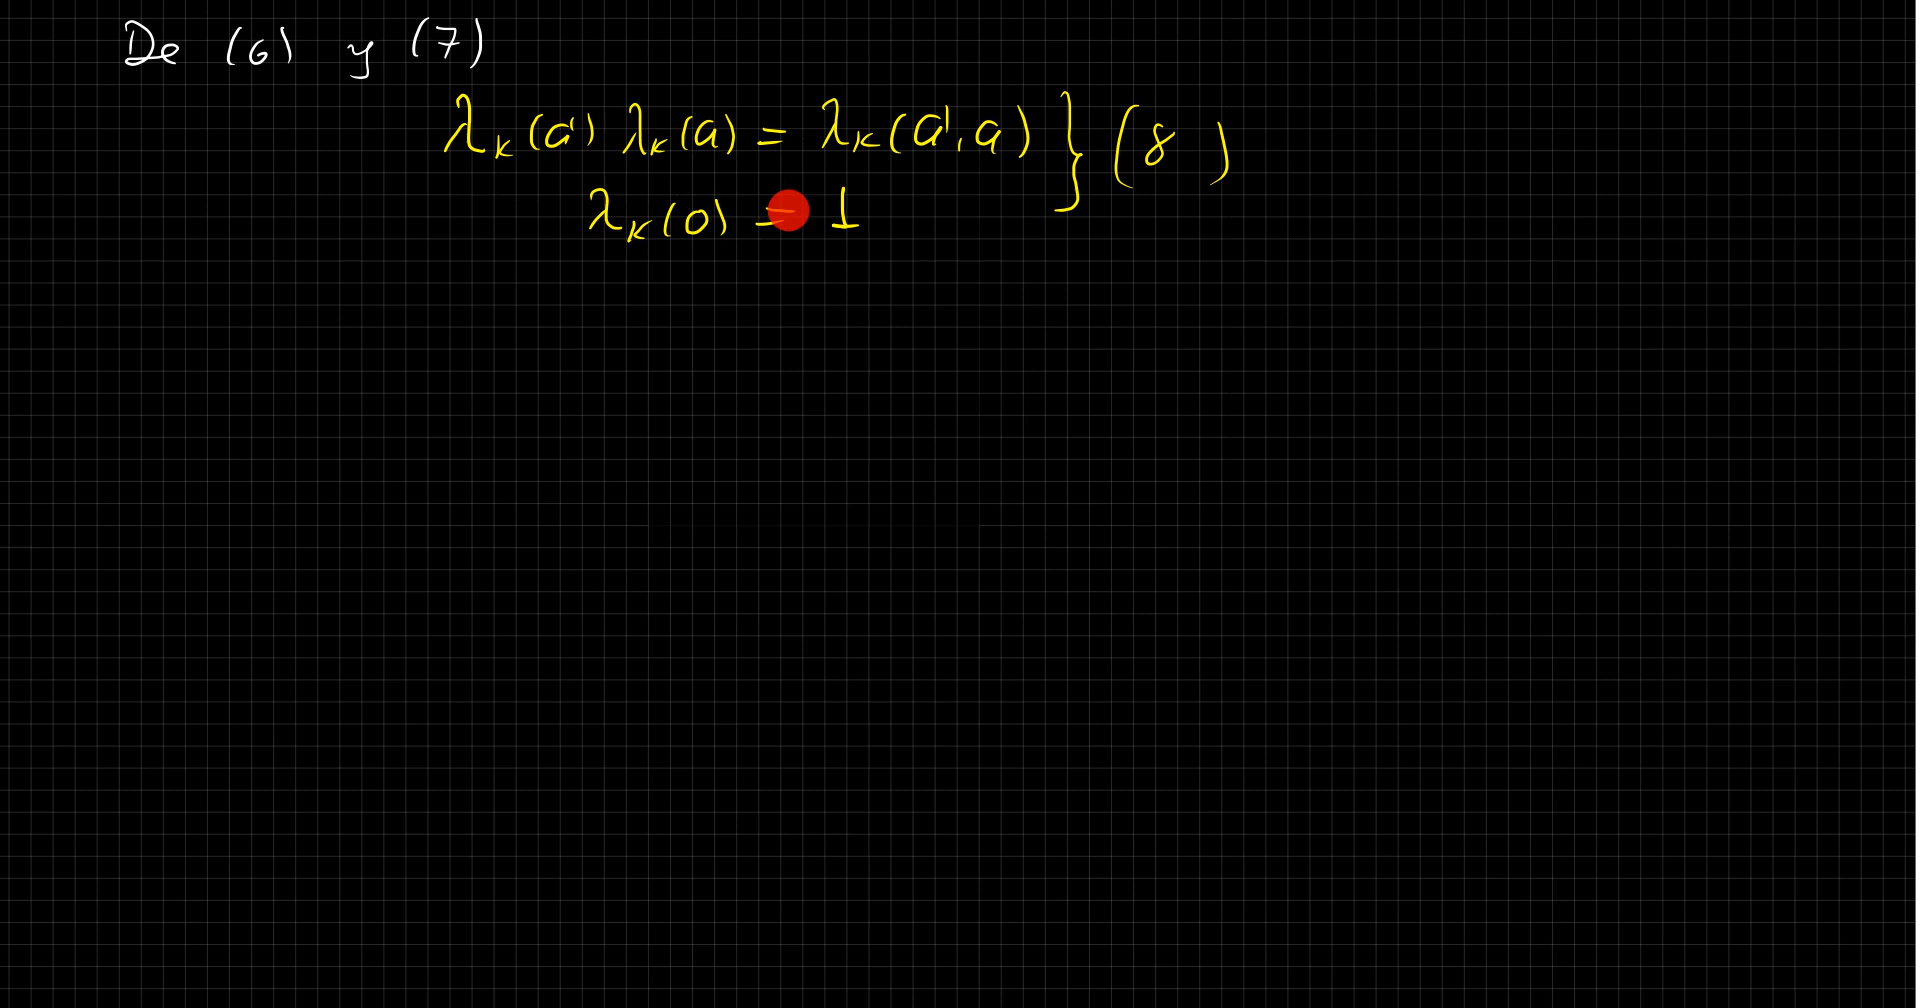 De (6) y (7)
λₖ(a') λₖ(a) = λₖ(a', a) } (8)
λₖ(0) = 1